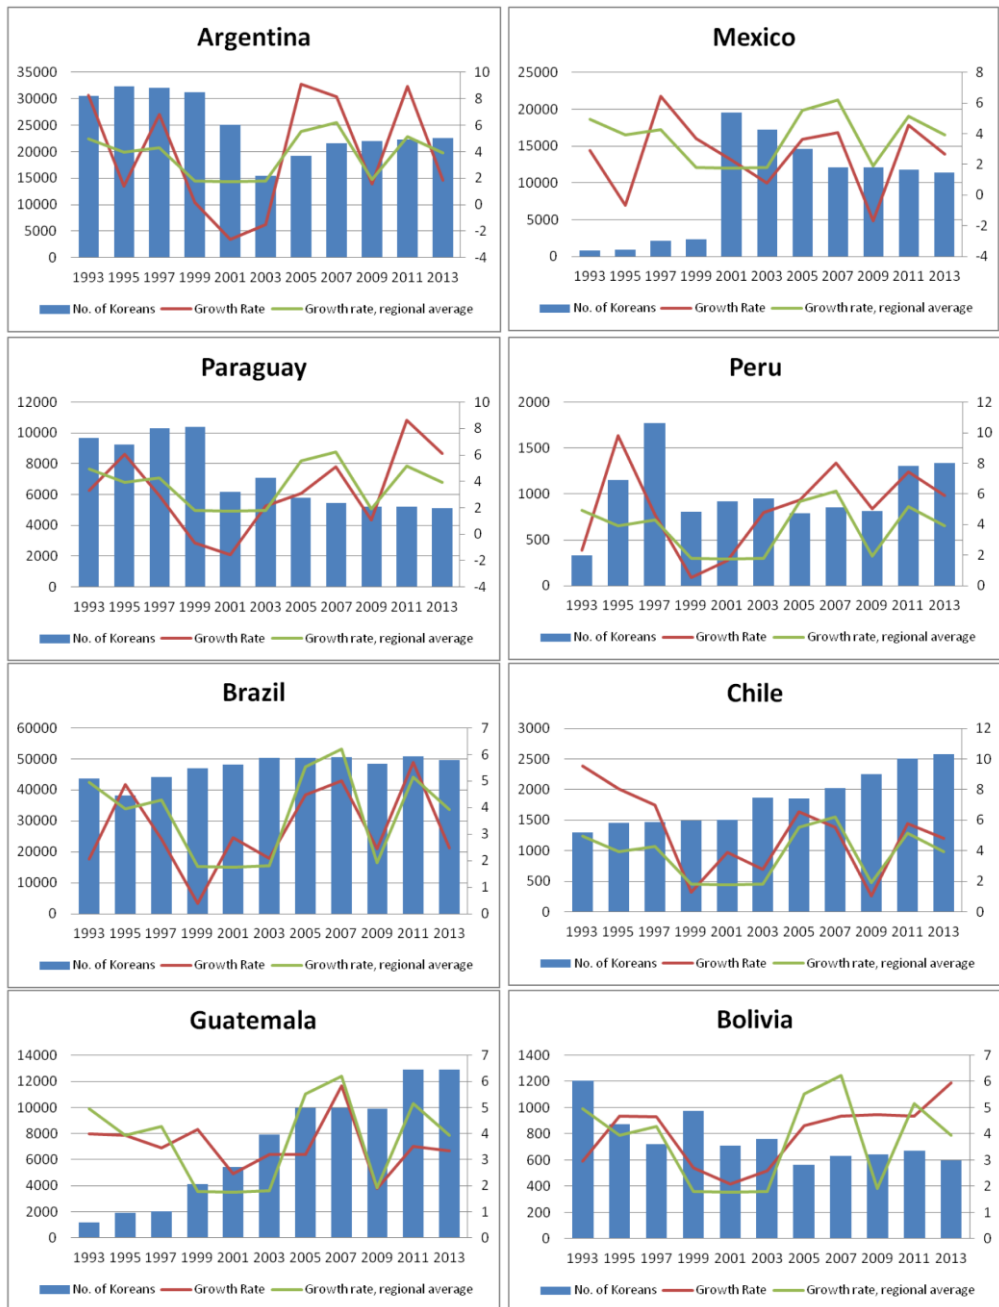 Argentina
35000 10
30000 8
25000 6
20000 4
15000 2
10000 0
5000 -2
0 -4
1993 1995 1997 1999 2001 2003 2005 2007 2009 2011 2013
No. of Koreans Growth Rate Growth rate, regional average
Mexico
25000 8
20000 6
15000 4
10000 2
5000 0
0 -2
-4
1993 1995 1997 1999 2001 2003 2005 2007 2009 2011 2013
No. of Koreans Growth Rate Growth rate, regional average
Paraguay
12000 10
10000 8
8000 6
6000 4
4000 2
2000 0
0 -2
-4
1993 1995 1997 1999 2001 2003 2005 2007 2009 2011 2013
No. of Koreans Growth Rate Growth rate, regional average
Peru
2000 12
1500 10
1000 8
500 6
0 4
2
0
1993 1995 1997 1999 2001 2003 2005 2007 2009 2011 2013
No. of Koreans Growth Rate Growth rate, regional average
Brazil
60000 7
50000 6
40000 5
30000 4
20000 3
10000 2
0 1
0
1993 1995 1997 1999 2001 2003 2005 2007 2009 2011 2013
No. of Koreans Growth Rate Growth rate, regional average
Chile
3000 12
2500 10
2000 8
1500 6
1000 4
500 2
0 0
1993 1995 1997 1999 2001 2003 2005 2007 2009 2011 2013
No. of Koreans Growth Rate Growth rate, regional average
Guatemala
14000 7
12000 6
10000 5
8000 4
6000 3
4000 2
2000 1
0 0
1993 1995 1997 1999 2001 2003 2005 2007 2009 2011 2013
No. of Koreans Growth Rate Growth rate, regional average
Bolivia
1400 7
1200 6
1000 5
800 4
600 3
400 2
200 1
0 0
1993 1995 1997 1999 2001 2003 2005 2007 2009 2011 2013
No. of Koreans Growth Rate Growth rate, regional average